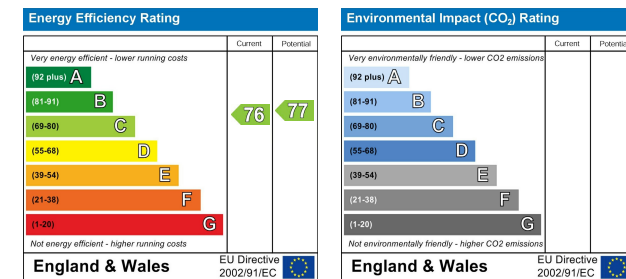 Energy Efficiency Rating
Current Potential
Very energy efficient - lower running costs
(92 plus) A
(81-91) B
(69-80) C
(55-68) D
(39-54) E
(21-38) F
(1-20) G
76 77
Not energy efficient - higher running costs
England & Wales
EU Directive
2002/91/EC
Environmental Impact (CO₂) Rating
Current Potential
Very environmentally friendly - lower CO2 emissions
(92 plus) A
(81-91) B
(69-80) C
(55-68) D
(39-54) E
(21-38) F
(1-20) G
Not environmentally friendly - higher CO2 emissions
England & Wales
EU Directive
2002/91/EC